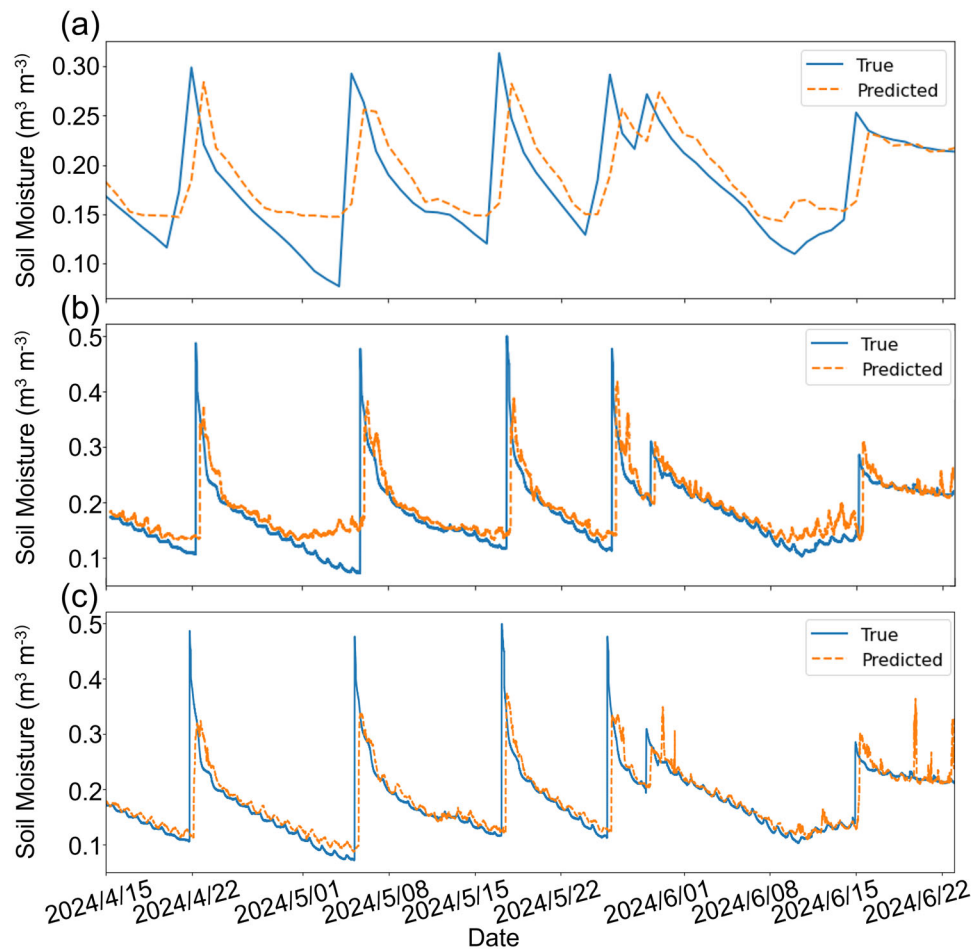 (a)
Soil Moisture (m³ m⁻³)
0.30
0.25
0.20
0.15
0.10
True
Predicted
(b)
Soil Moisture (m³ m⁻³)
0.5
0.4
0.3
0.2
0.1
True
Predicted
(c)
Soil Moisture (m³ m⁻³)
0.5
0.4
0.3
0.2
0.1
True
Predicted
2024/4/15
2024/4/22
2024/5/01
2024/5/08
2024/5/15
2024/5/22
2024/6/01
2024/6/08
2024/6/15
2024/6/22
Date